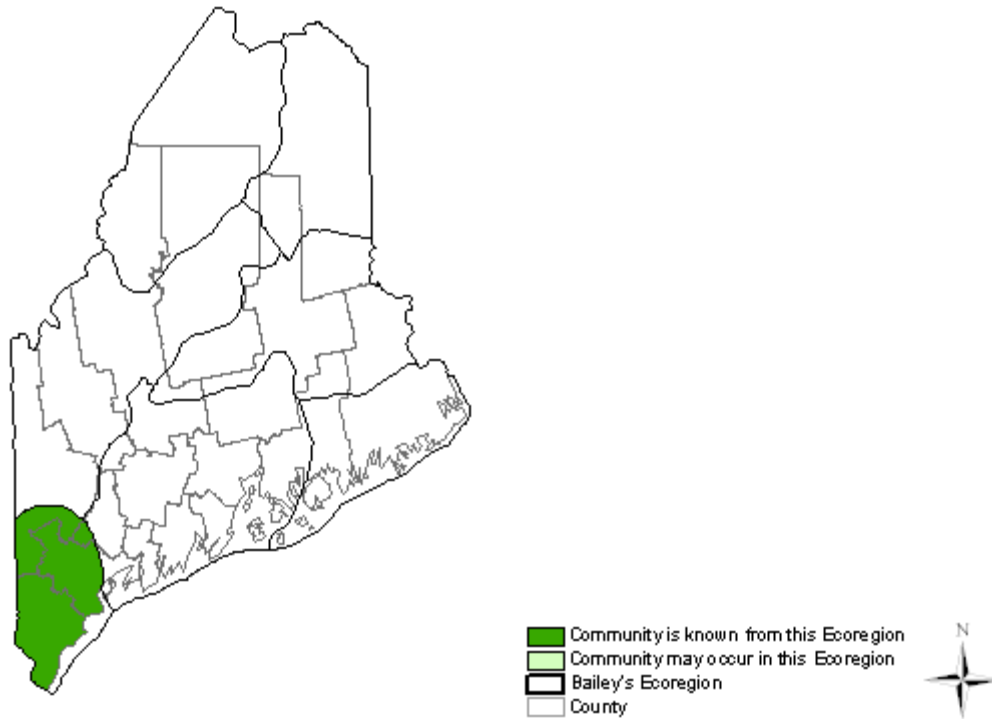 Community is known from this Ecoregion
Community may occur in this Ecoregion
Bailey's Ecoregion
County
N